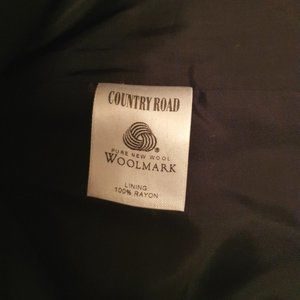 COUNTRY ROAD
®
PURE NEW WOOL
WOOLMARK
LINING
100% RAYON